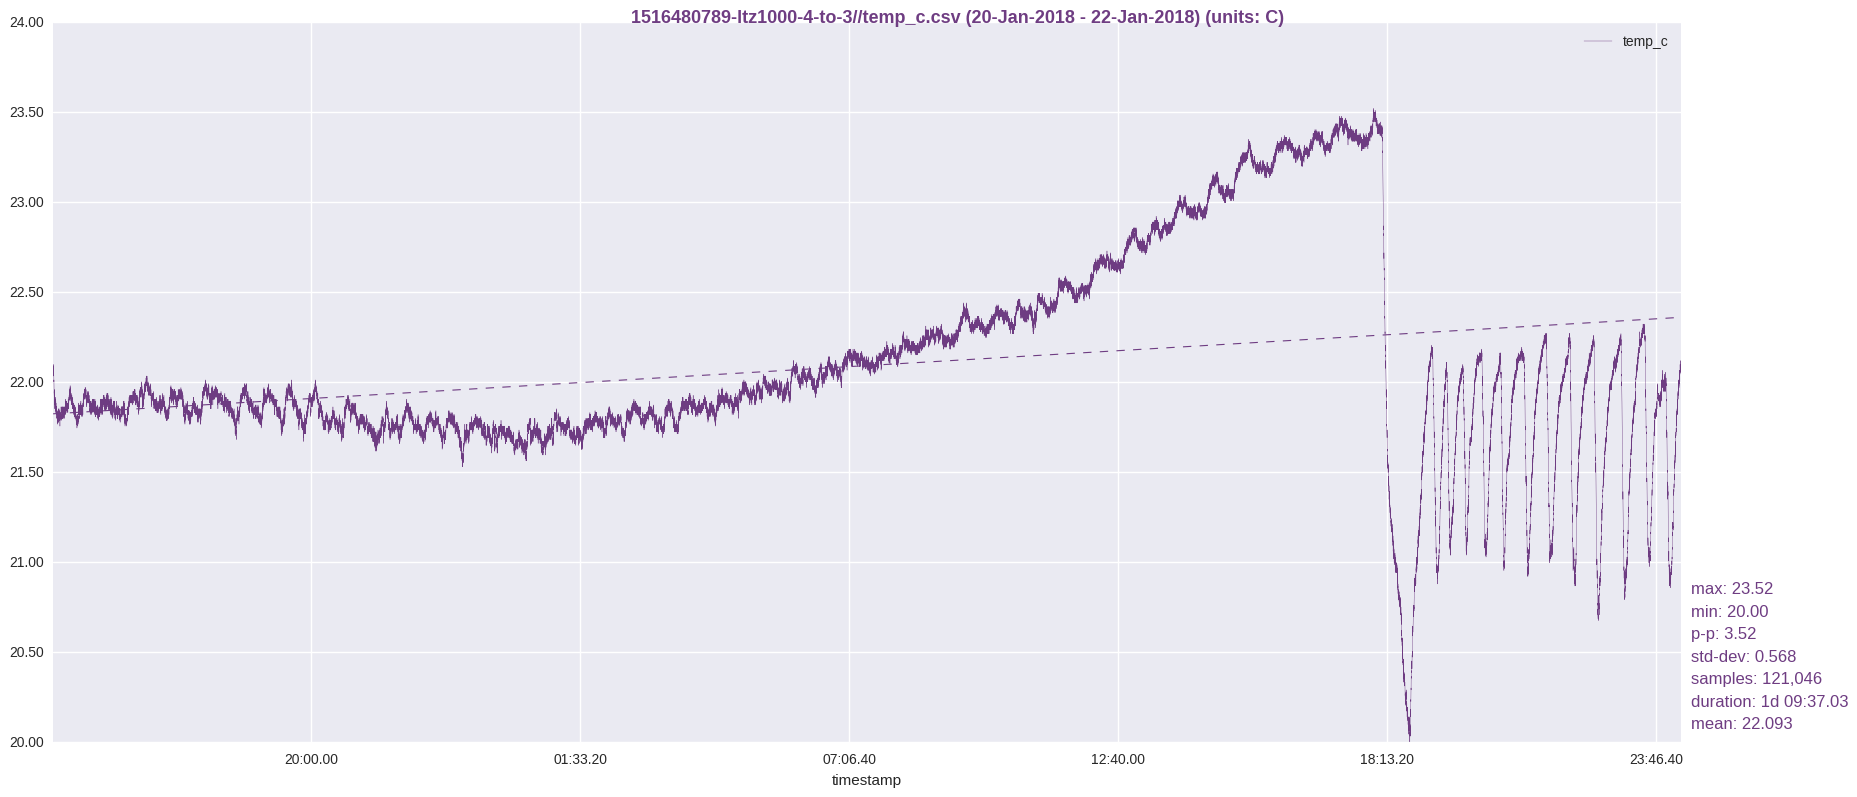 1516480789-ltz1000-4-to-3//temp_c.csv (20-Jan-2018 - 22-Jan-2018) (units: C)
temp_c
24.00
23.50
23.00
22.50
22.00
21.50
21.00
20.50
20.00
max: 23.52
min: 20.00
p-p: 3.52
std-dev: 0.568
samples: 121,046
duration: 1d 09:37.03
mean: 22.093
20:00.00
01:33.20
07:06.40
12:40.00
18:13.20
23:46.40
timestamp